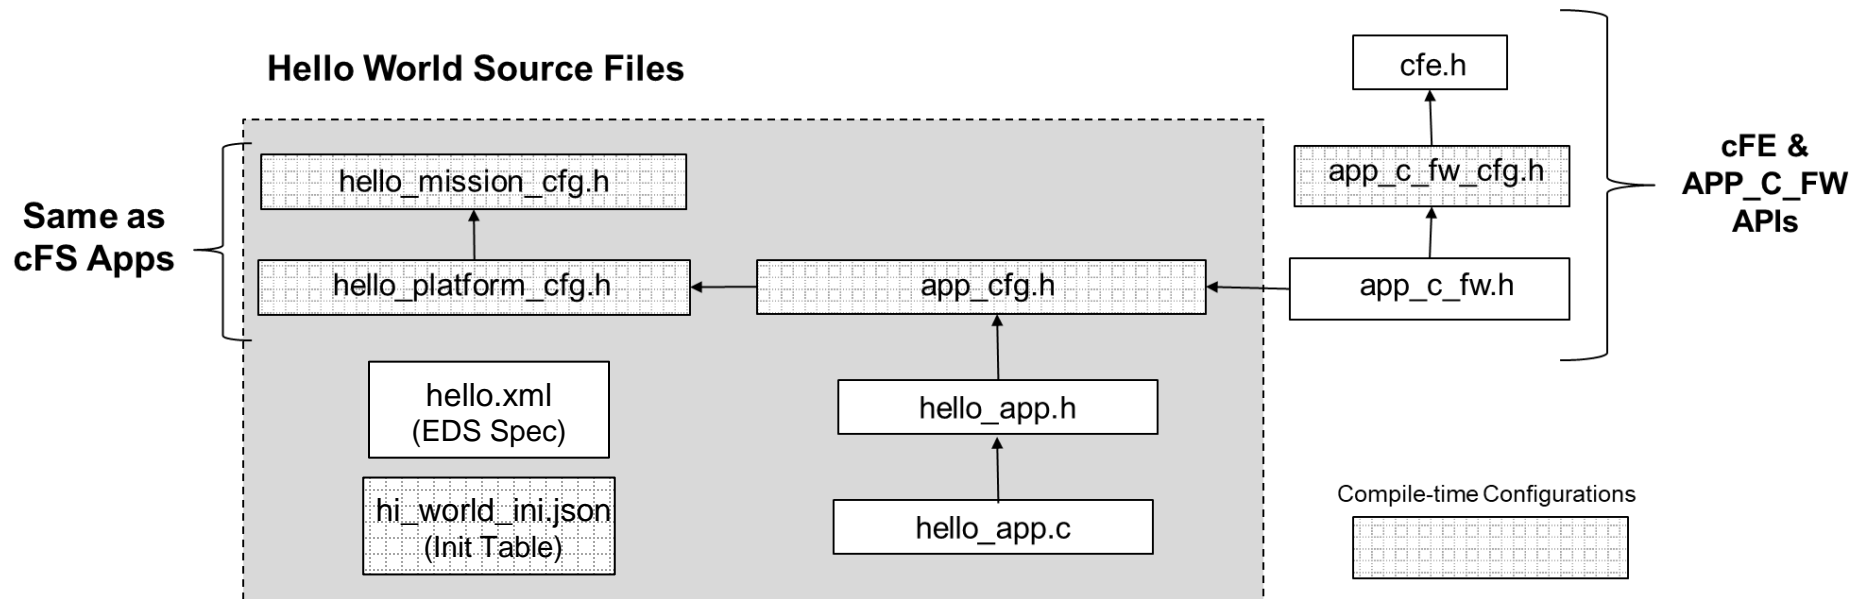 Hello World Source Files
cfe.h
app_c_fw_cfg.h
app_c_fw.h
cFE &
APP_C_FW
APIs
Same as
cFS Apps
hello_mission_cfg.h
hello_platform_cfg.h
app_cfg.h
hello.xml
(EDS Spec)
hello_app.h
hi_world_ini.json
(Init Table)
hello_app.c
Compile-time Configurations